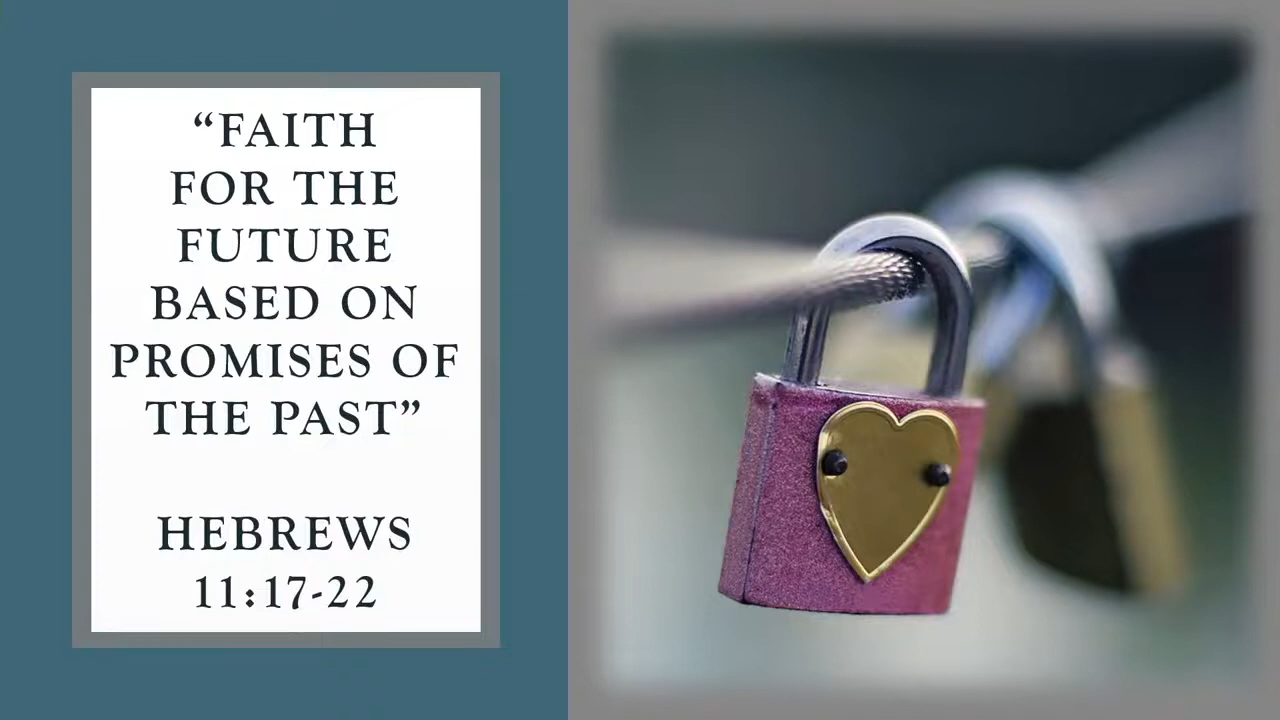 “FAITH
FOR THE
FUTURE
BASED ON
PROMISES OF
THE PAST”
HEBREWS
11:17-22